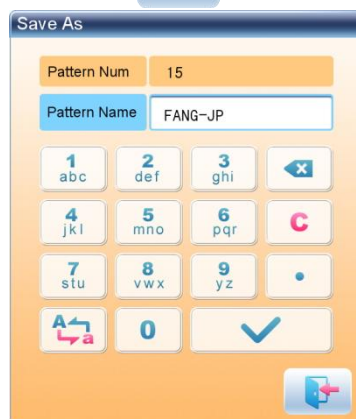 Save As
Pattern Num 15
Pattern Name FANG-JP
1 2 3
abc def ghi
4 5 6 C
jkl mno pqr
7 8 9 .
stu vwx yz
A a 0